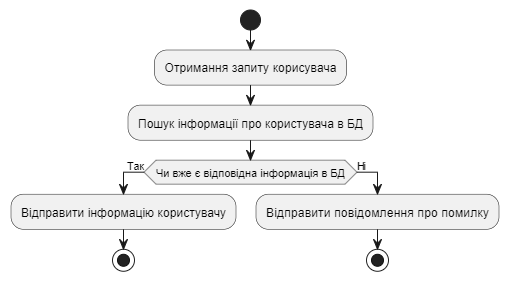 Отримання запиту корисувача
Пошук інформації про користувача в БД
Так
Чи вже є відповідна інформація в БД
Ні
Відправити інформацію користувачу
Відправити повідомлення про помилку